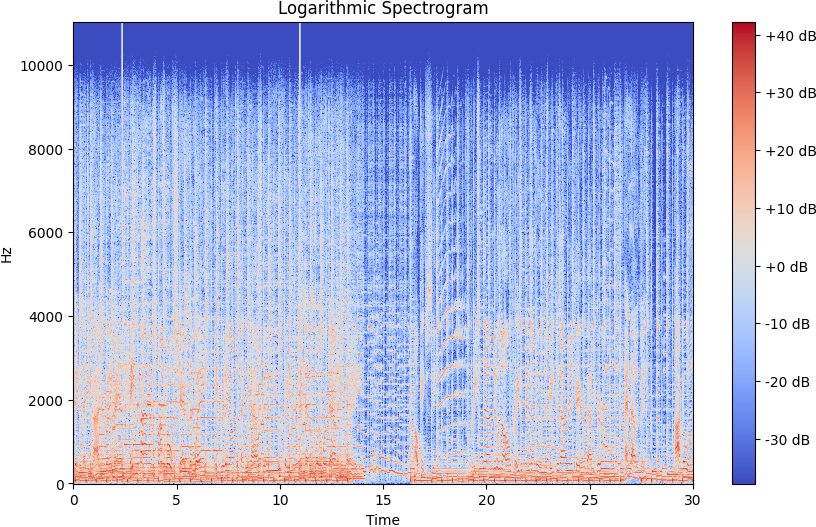 Logarithmic Spectrogram
Hz
10000
8000
6000
4000
2000
0
0 5 10 15 20 25 30
Time
+40 dB
+30 dB
+20 dB
+10 dB
+0 dB
-10 dB
-20 dB
-30 dB